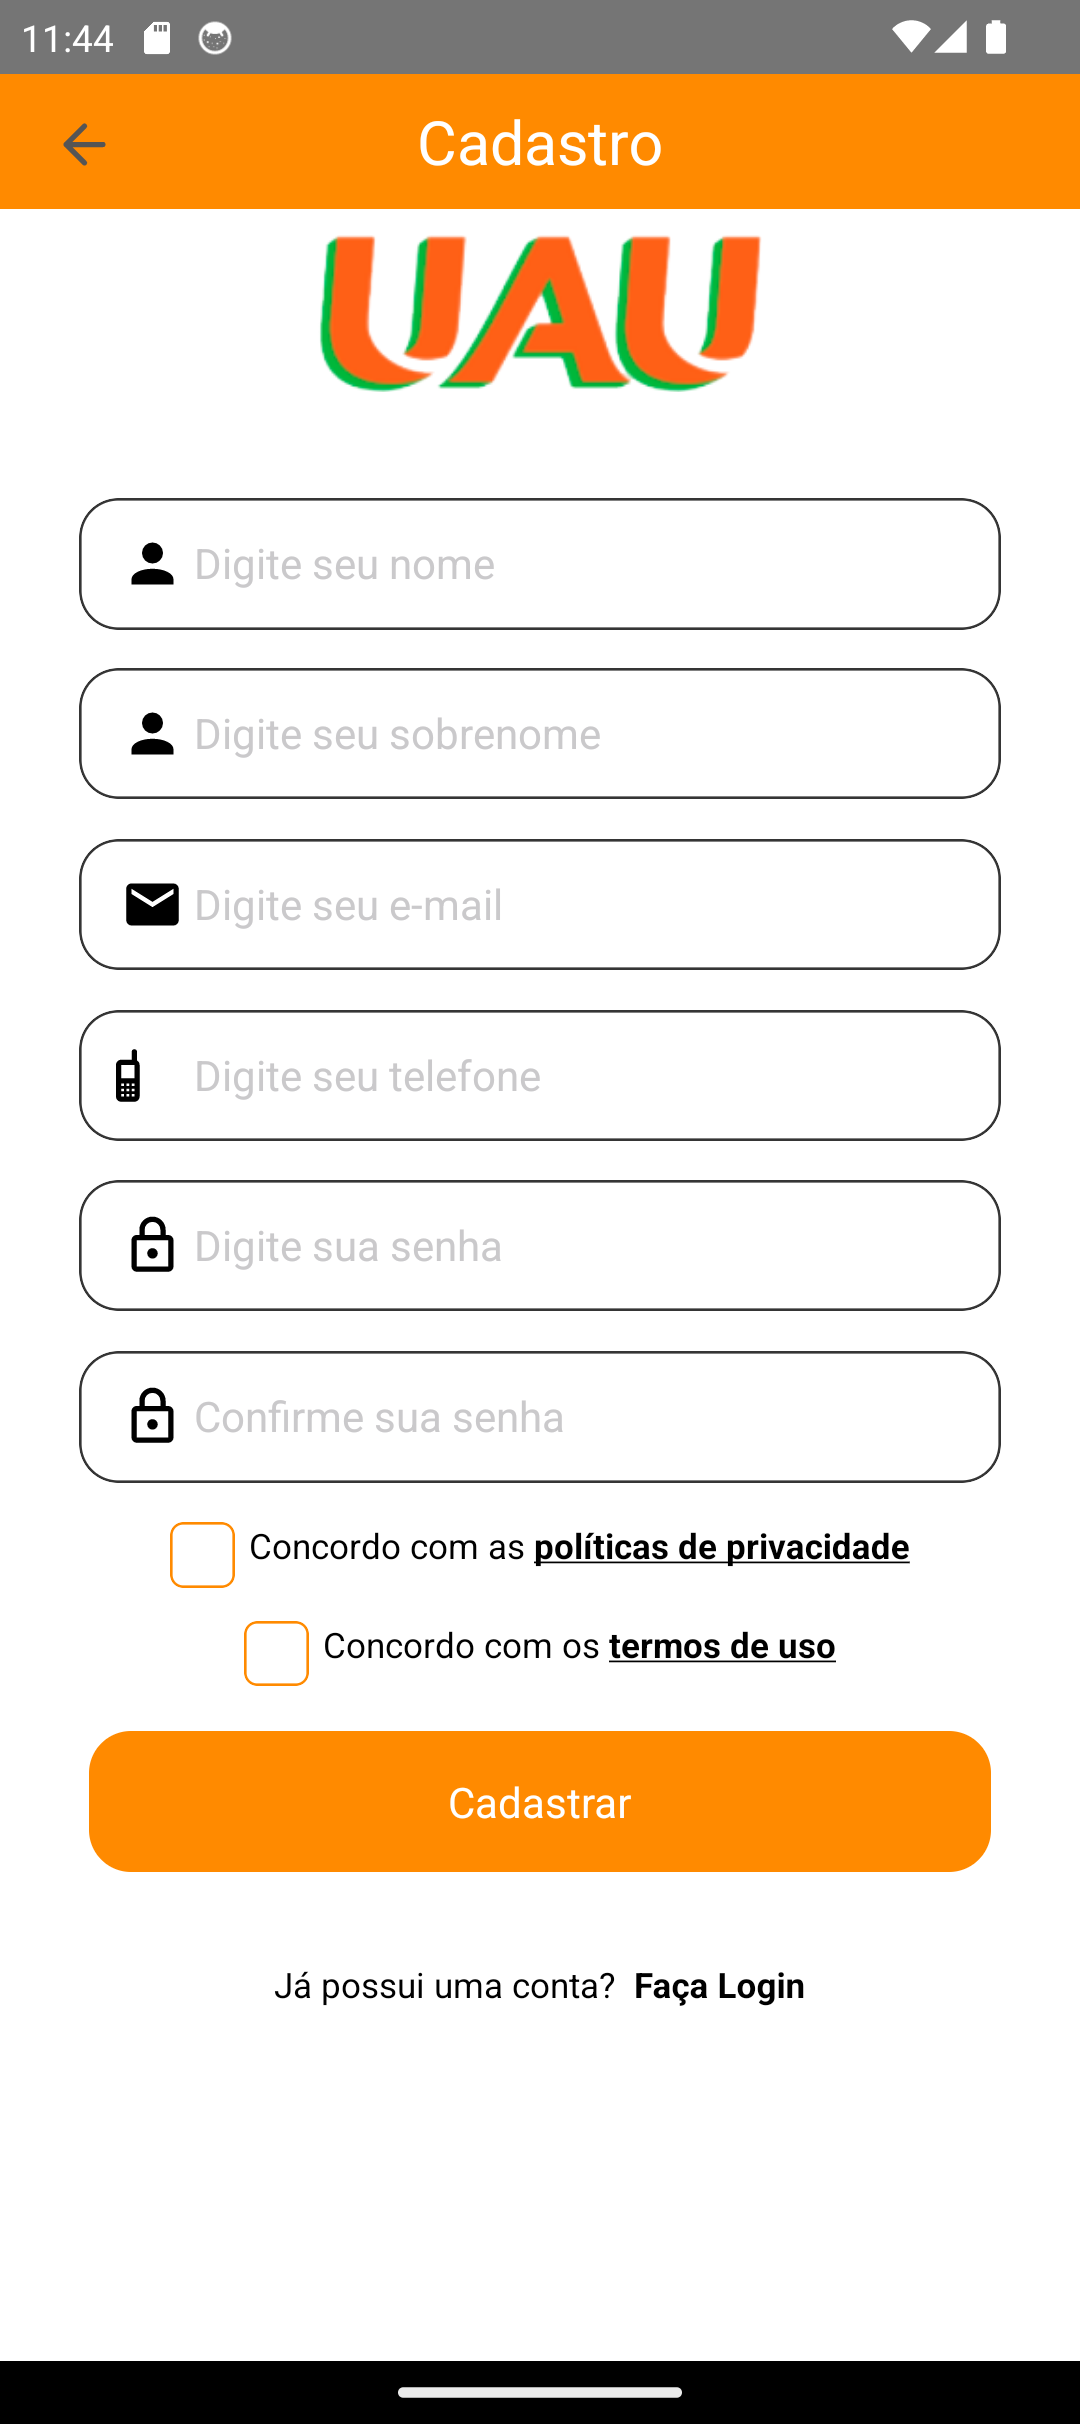 11:44
Cadastro
UAU
Digite seu nome
Digite seu sobrenome
Digite seu e-mail
Digite seu telefone
Digite sua senha
Confirme sua senha
Concordo com as políticas de privacidade
Concordo com os termos de uso
Cadastrar
Já possui uma conta? Faça Login